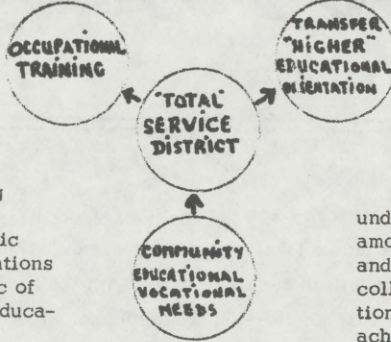 OCCUPATIONAL
TRAINING
TRANSFER
"HIGHER"
EDUCATIONAL
ORIENTATION
"TOTAL"
SERVICE
DISTRICT
COMMUNITY
EDUCATIONAL
VOCATIONAL
NEEDS
ic
ations
c of
educa-
und
amo
and
coll
tion
ach